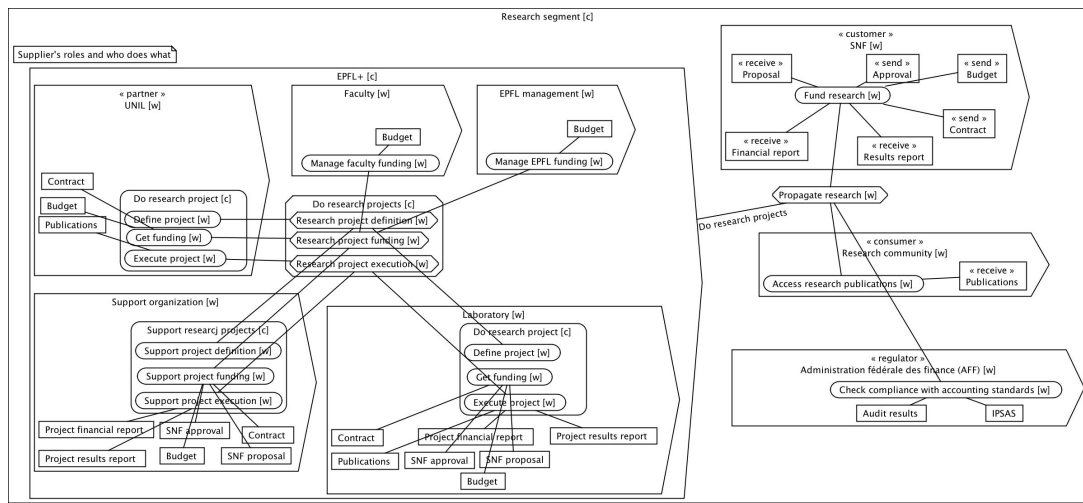 Research segment [c]
Supplier's roles and who does what
EPFL+ [c]
« partner »
UNIL [w]
Contract
Budget
Publications
Do research project [c]
Define project [w]
Get funding [w]
Execute project [w]
Faculty [w]
Budget
Manage faculty funding [w]
EPFL management [w]
Budget
Manage EPFL funding [w]
Do research projects [c]
Research project definition [w]
Research project funding [w]
Research project execution [w]
Support organization [w]
Support researcj projects [c]
Support project definition [w]
Support project funding [w]
Support project execution [w]
Project financial report
SNF approval
Contract
Project results report
Budget
SNF proposal
Laboratory [w]
Do research project [c]
Define project [w]
Get funding [w]
Execute project [w]
Contract
Project financial report
Project results report
Publications
SNF approval
SNF proposal
Budget
« customer »
SNF [w]
« receive »
Proposal
« send »
Approval
« send »
Budget
Fund research [w]
« send »
Contract
« receive »
Financial report
« receive »
Results report
Propagate research [w]
Do research projects
« consumer »
Research community [w]
Access research publications [w]
« receive »
Publications
« regulator »
Administration fédérale des finance (AFF) [w]
Check compliance with accounting standards [w]
Audit results
IPSAS